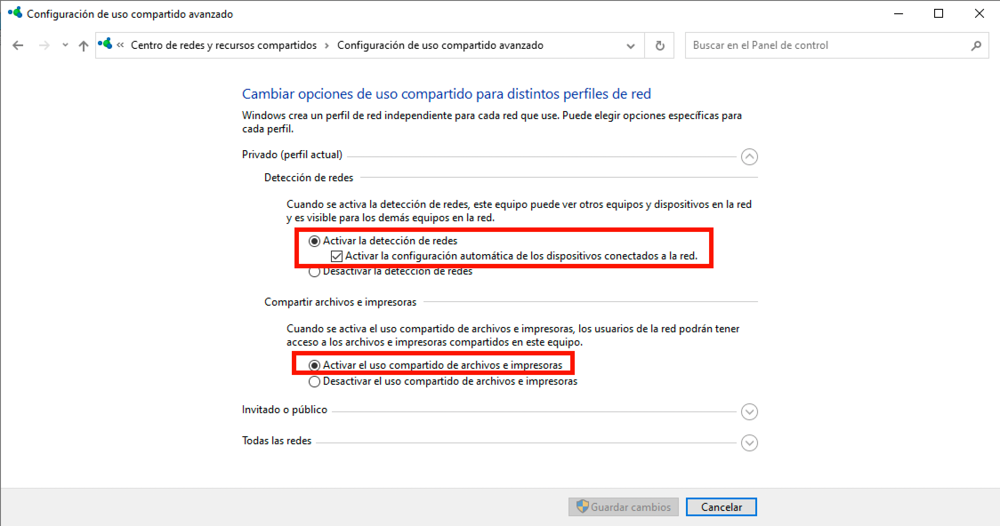 Configuración de uso compartido avanzado
« Centro de redes y recursos compartidos › Configuración de uso compartido avanzado
Buscar en el Panel de control
Cambiar opciones de uso compartido para distintos perfiles de red
Windows crea un perfil de red independiente para cada red que use. Puede elegir opciones específicas para
cada perfil.
Privado (perfil actual)
Detección de redes
Cuando se activa la detección de redes, este equipo puede ver otros equipos y dispositivos en la red
y es visible para los demás equipos en la red.
Activar la detección de redes
Activar la configuración automática de los dispositivos conectados a la red.
Desactivar la detección de redes
Compartir archivos e impresoras
Cuando se activa el uso compartido de archivos e impresoras, los usuarios de la red podrán tener
acceso a los archivos e impresoras compartidos en este equipo.
Activar el uso compartido de archivos e impresoras
Desactivar el uso compartido de archivos e impresoras
Invitado o público
Todas las redes
Guardar cambios
Cancelar